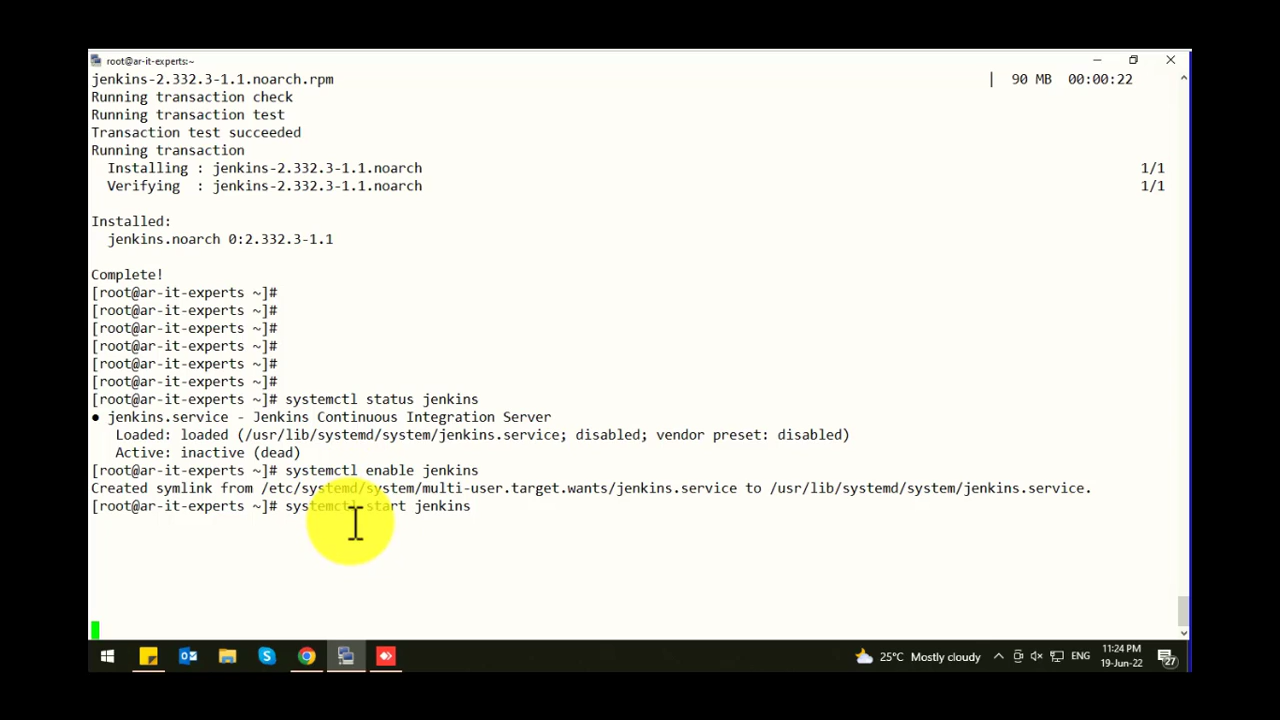 root@ar-it-experts:~
jenkins-2.332.3-1.1.noarch.rpm | 90 MB 00:00:22
Running transaction check
Running transaction test
Transaction test succeeded
Running transaction
Installing : jenkins-2.332.3-1.1.noarch 1/1
Verifying : jenkins-2.332.3-1.1.noarch 1/1
Installed:
jenkins.noarch 0:2.332.3-1.1
Complete!
[root@ar-it-experts ~]#
[root@ar-it-experts ~]#
[root@ar-it-experts ~]#
[root@ar-it-experts ~]#
[root@ar-it-experts ~]#
[root@ar-it-experts ~]#
[root@ar-it-experts ~]# systemctl status jenkins
● jenkins.service - Jenkins Continuous Integration Server
Loaded: loaded (/usr/lib/systemd/system/jenkins.service; disabled; vendor preset: disabled)
Active: inactive (dead)
[root@ar-it-experts ~]# systemctl enable jenkins
Created symlink from /etc/systemd/system/multi-user.target.wants/jenkins.service to /usr/lib/systemd/system/jenkins.service.
[root@ar-it-experts ~]# systemctl start jenkins
25°C Mostly cloudy ENG 11:24 PM
19-Jun-22 27